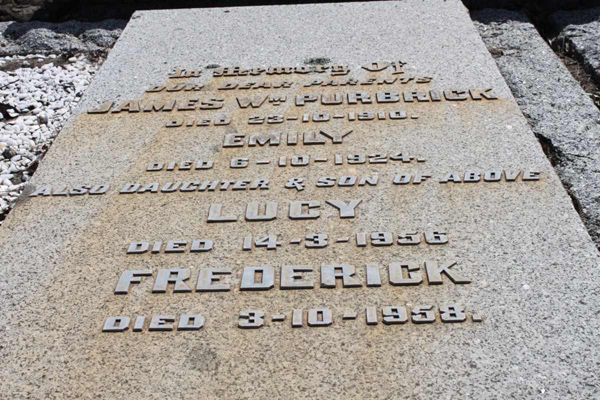 In Memory Of
OUR DEAR PARENTS
JAMES Wᴹ PURBRICK
DIED 23-10-1910.
EMILY
DIED 6-10-1924.
ALSO DAUGHTER & SON OF ABOVE
LUCY
DIED 14-3-1956
FREDERICK
DIED 3-10-1958.